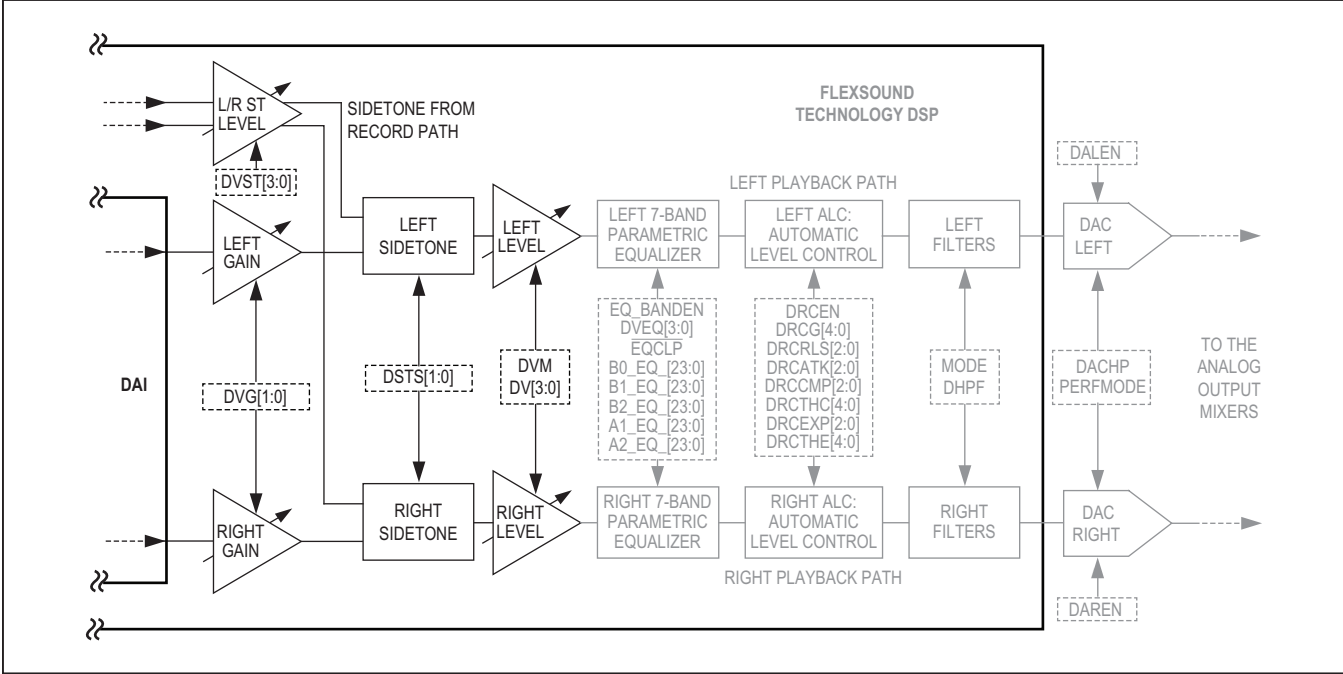 FLEXSOUND
TECHNOLOGY DSP
L/R ST
LEVEL
SIDETONE FROM
RECORD PATH
DVST[3:0]
DALEN
LEFT PLAYBACK PATH
LEFT
GAIN
LEFT
SIDETONE
LEFT
LEVEL
LEFT 7-BAND
PARAMETRIC
EQUALIZER
LEFT ALC:
AUTOMATIC
LEVEL CONTROL
LEFT
FILTERS
DAC
LEFT
DAI
DVG[1:0]
DSTS[1:0]
DVM
DV[3:0]
EQ_BANDEN
DVEQ[3:0]
EQCLP
B0_EQ_[23:0]
B1_EQ_[23:0]
B2_EQ_[23:0]
A1_EQ_[23:0]
A2_EQ_[23:0]
DRCEN
DRCG[4:0]
DRCRLS[2:0]
DRCATK[2:0]
DRCCMP[2:0]
DRCTHC[4:0]
DRCEXP[2:0]
DRCTHE[4:0]
MODE
DHPF
DACHP
PERFMODE
TO THE
ANALOG
OUTPUT
MIXERS
RIGHT
GAIN
RIGHT
SIDETONE
RIGHT
LEVEL
RIGHT 7-BAND
PARAMETRIC
EQUALIZER
RIGHT ALC:
AUTOMATIC
LEVEL CONTROL
RIGHT
FILTERS
DAC
RIGHT
RIGHT PLAYBACK PATH
DAREN